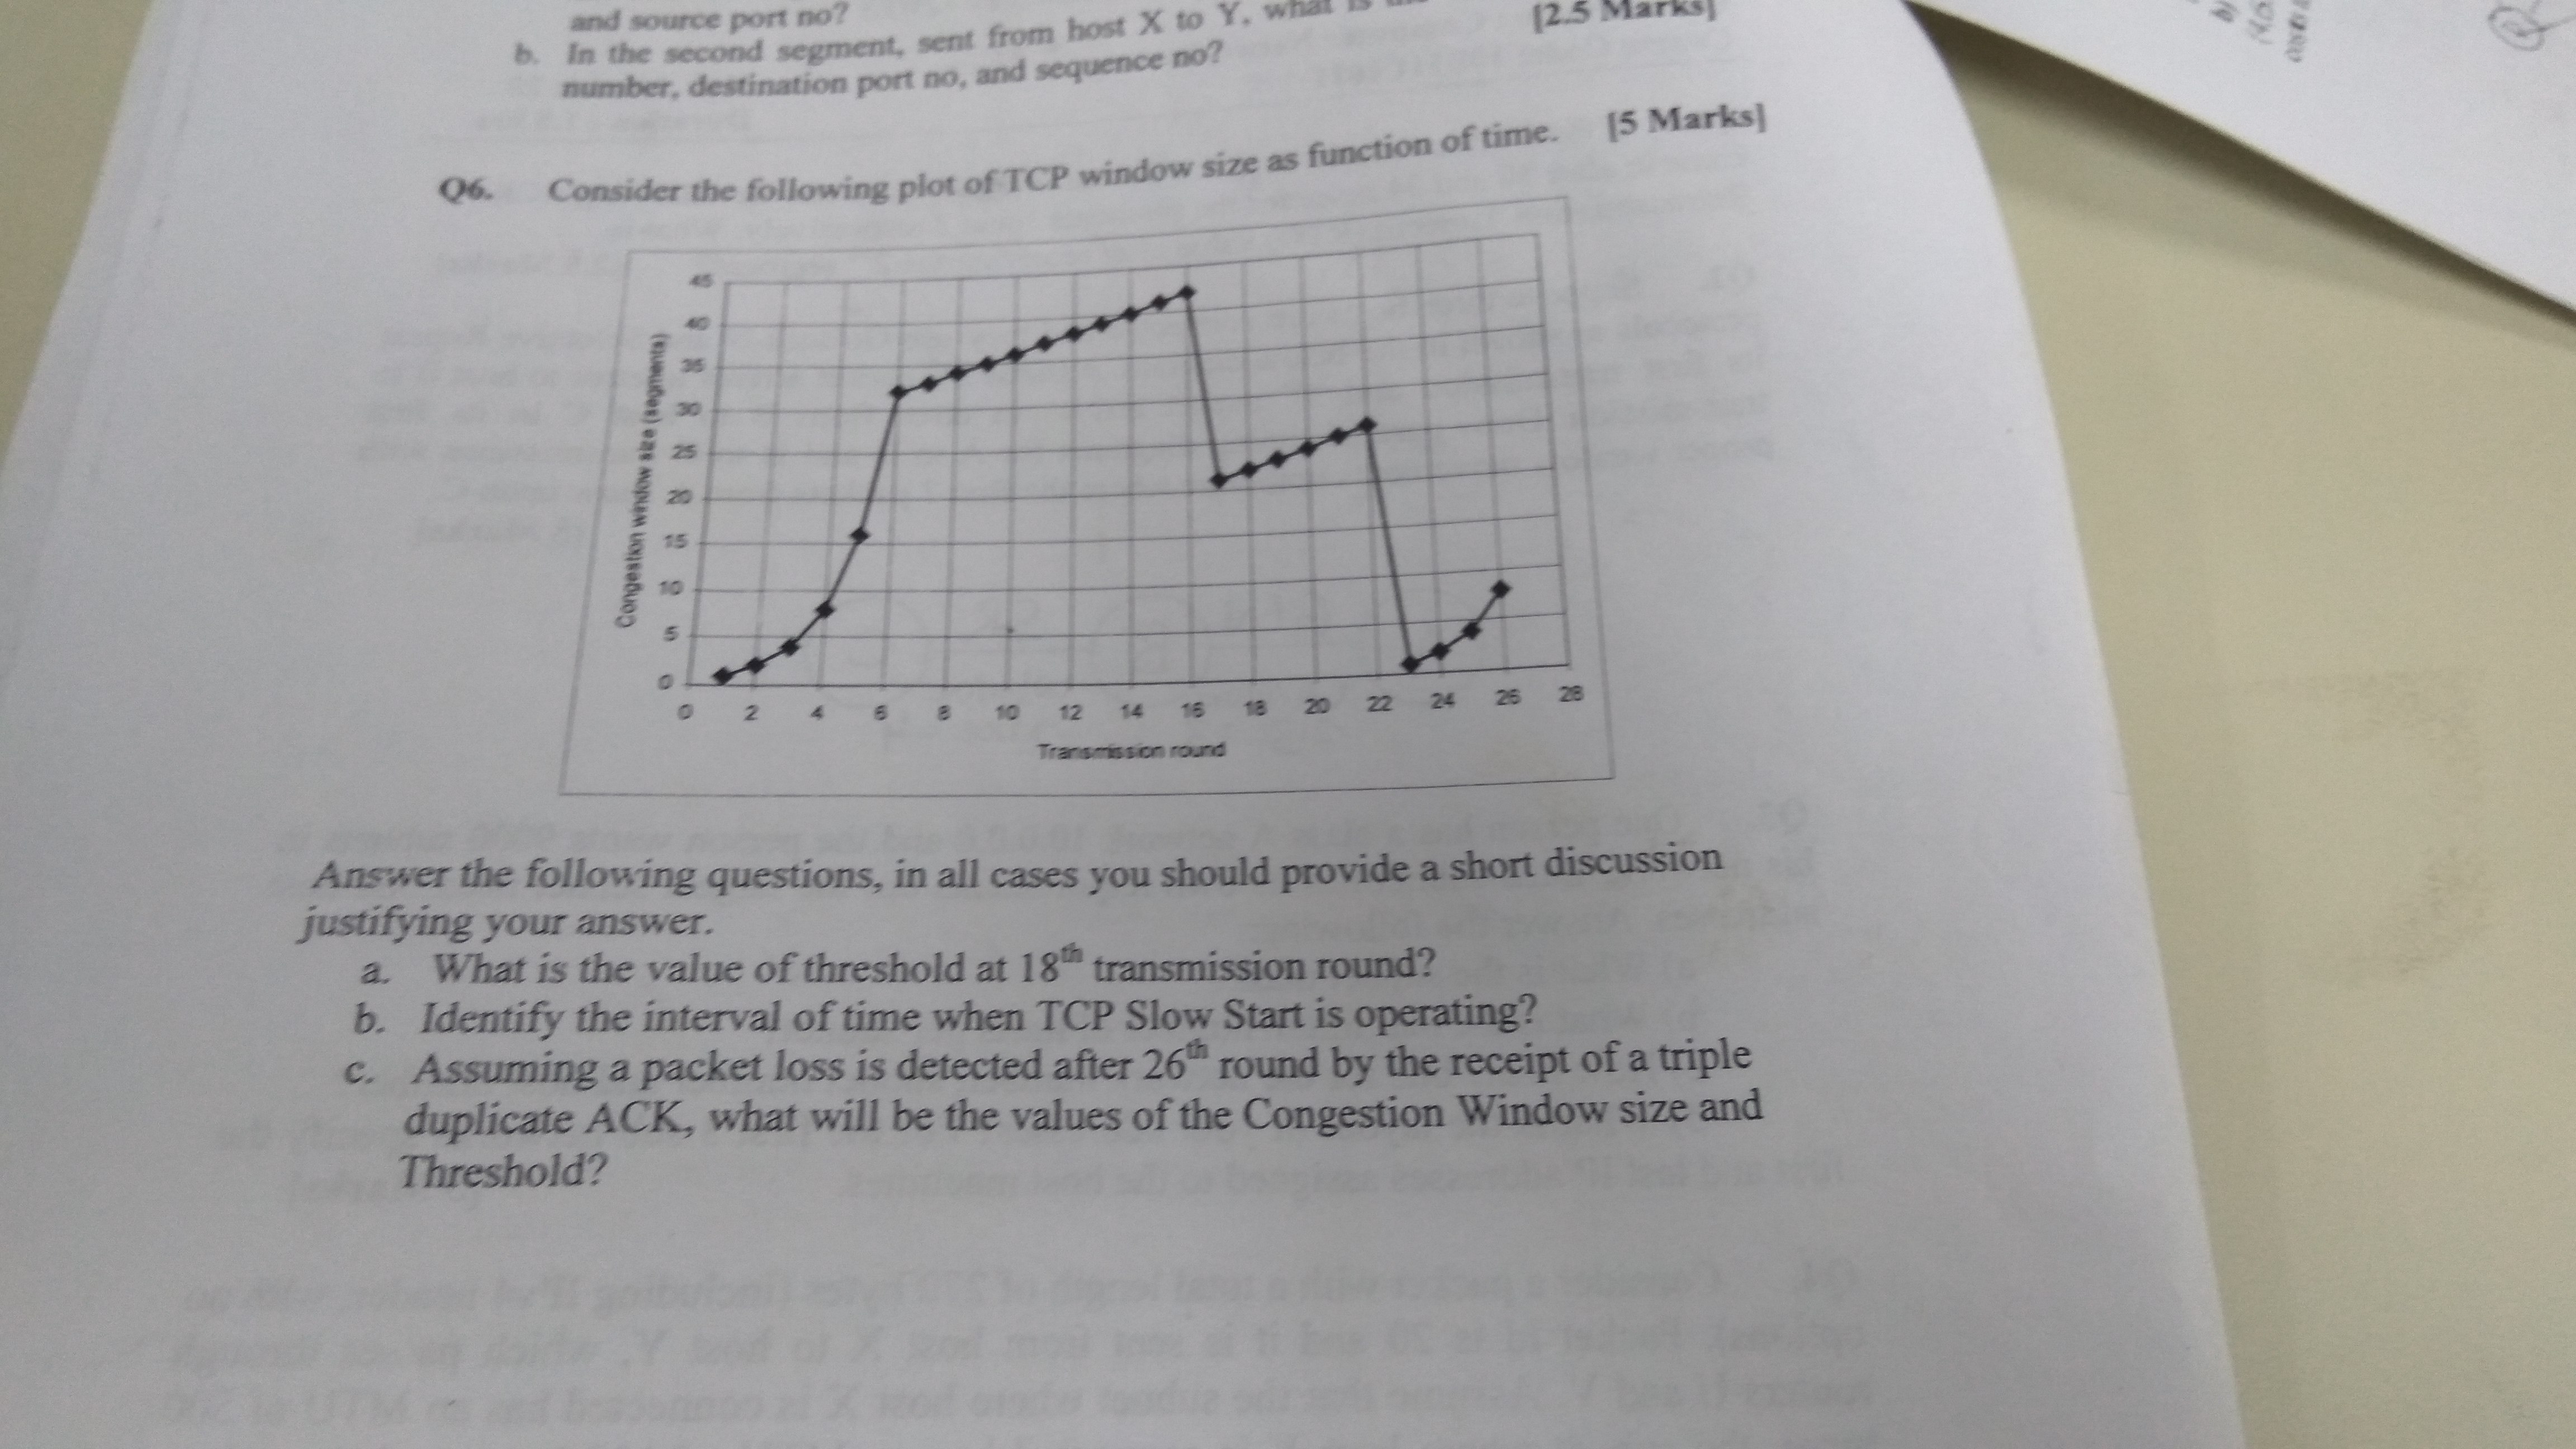 and source port no?
b. In the second segment, sent from host X to Y, what is
[2.5 Marks]
number, destination port no, and sequence no?
Q6. Consider the following plot of TCP window size as function of time. [5 Marks]
45
40
35
30
25
20
15
10
5
0
Congestion window size (segments)
0 2 4 6 8 10 12 14 16 18 20 22 24 26 28
Transmission round
Answer the following questions, in all cases you should provide a short discussion
justifying your answer.
a. What is the value of threshold at 18th transmission round?
b. Identify the interval of time when TCP Slow Start is operating?
c. Assuming a packet loss is detected after 26th round by the receipt of a triple
duplicate ACK, what will be the values of the Congestion Window size and
Threshold?